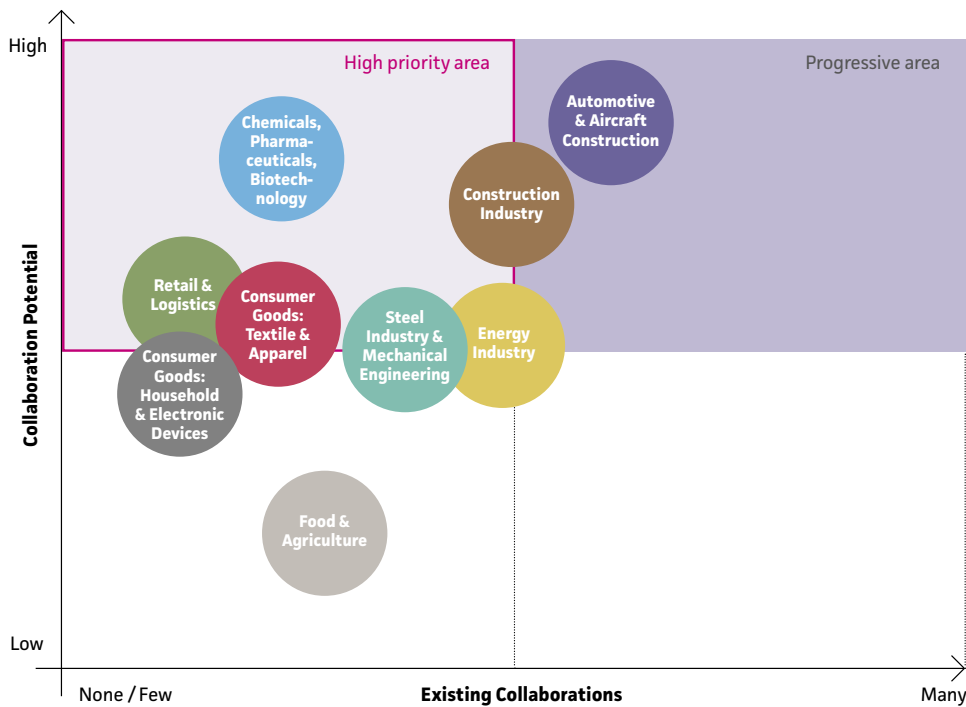 High
High priority area
Progressive area
Automotive
& Aircraft
Construction
Chemicals,
Pharma-
ceuticals,
Biotech-
nology
Construction
Industry
Retail &
Logistics
Consumer
Goods:
Textile &
Apparel
Steel
Industry &
Mechanical
Engineering
Energy
Industry
Consumer
Goods:
Household
& Electronic
Devices
Food &
Agriculture
Collaboration Potential
Low
None / Few
Existing Collaborations
Many